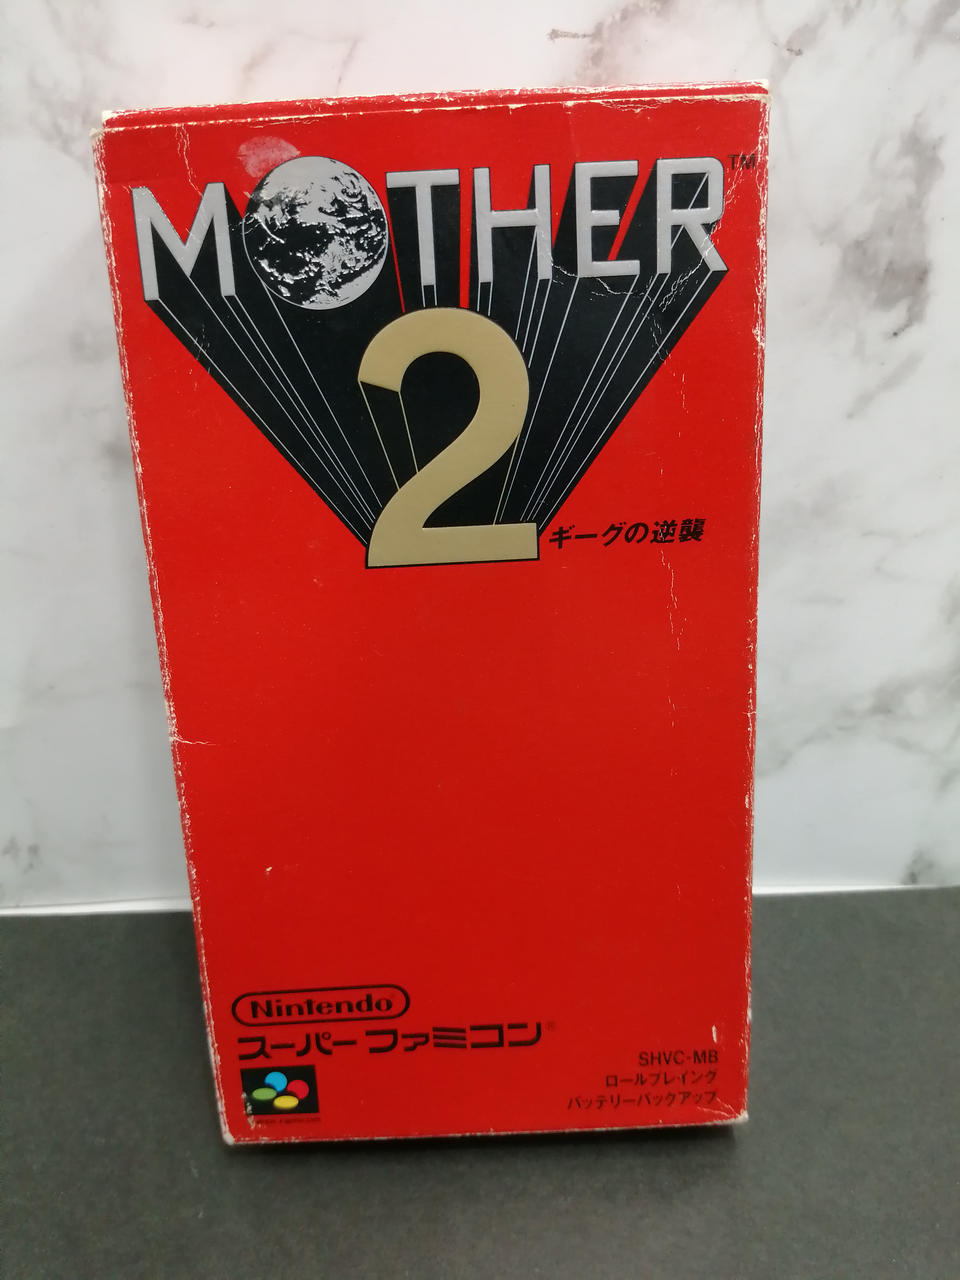 MOTHER™
2
ギーグの逆襲
Nintendo®
スーパーファミコン®
SHVC-MB
ロールプレイング
バッテリーバックアップ